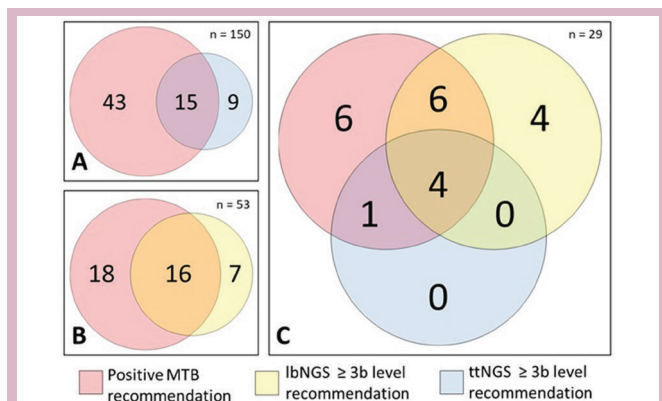 n = 150
43 15 9
A
n = 53
18 16 7
B
n = 29
6 6 4
4
1 0
0
C
Positive MTB
recommendation
lbNGS ≥ 3b level
recommendation
ttNGS ≥ 3b level
recommendation